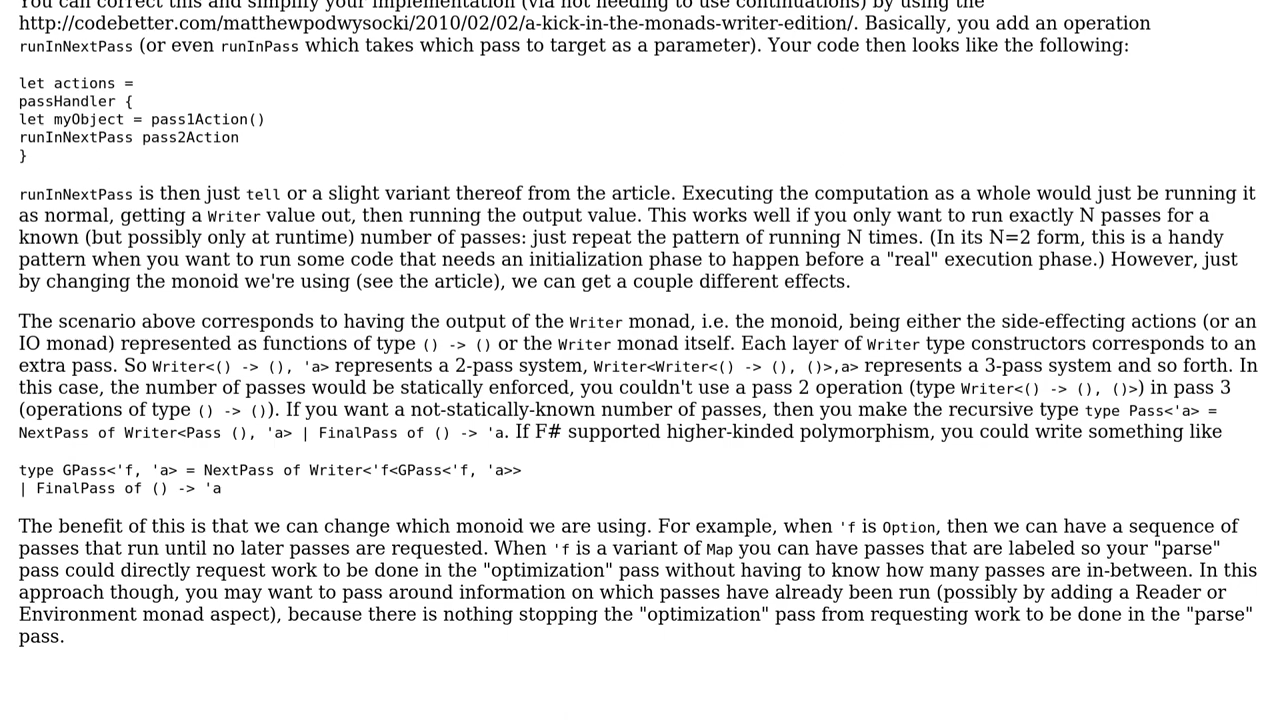 You can correct this and simplify your implementation (via not needing to use continuations) by using the
http://codebetter.com/matthewpodwysocki/2010/02/02/a-kick-in-the-monads-writer-edition/. Basically, you add an operation
runInNextPass (or even runInPass which takes which pass to target as a parameter). Your code then looks like the following:
let actions =
passHandler {
let myObject = pass1Action()
runInNextPass pass2Action
}
runInNextPass is then just tell or a slight variant thereof from the article. Executing the computation as a whole would just be running it
as normal, getting a Writer value out, then running the output value. This works well if you only want to run exactly N passes for a
known (but possibly only at runtime) number of passes: just repeat the pattern of running N times. (In its N=2 form, this is a handy
pattern when you want to run some code that needs an initialization phase to happen before a "real" execution phase.) However, just
by changing the monoid we're using (see the article), we can get a couple different effects.
The scenario above corresponds to having the output of the Writer monad, i.e. the monoid, being either the side-effecting actions (or an
IO monad) represented as functions of type () -> () or the Writer monad itself. Each layer of Writer type constructors corresponds to an
extra pass. So Writer<() -> (), 'a> represents a 2-pass system, Writer<Writer<() -> (), ()>,a> represents a 3-pass system and so forth. In
this case, the number of passes would be statically enforced, you couldn't use a pass 2 operation (type Writer<() -> (), ()>) in pass 3
(operations of type () -> ()). If you want a not-statically-known number of passes, then you make the recursive type type Pass<'a> =
NextPass of Writer<Pass (), 'a> | FinalPass of () -> 'a. If F# supported higher-kinded polymorphism, you could write something like
type GPass<'f, 'a> = NextPass of Writer<'f<GPass<'f, 'a>>
| FinalPass of () -> 'a
The benefit of this is that we can change which monoid we are using. For example, when 'f is Option, then we can have a sequence of
passes that run until no later passes are requested. When 'f is a variant of Map you can have passes that are labeled so your "parse"
pass could directly request work to be done in the "optimization" pass without having to know how many passes are in-between. In this
approach though, you may want to pass around information on which passes have already been run (possibly by adding a Reader or
Environment monad aspect), because there is nothing stopping the "optimization" pass from requesting work to be done in the "parse"
pass.